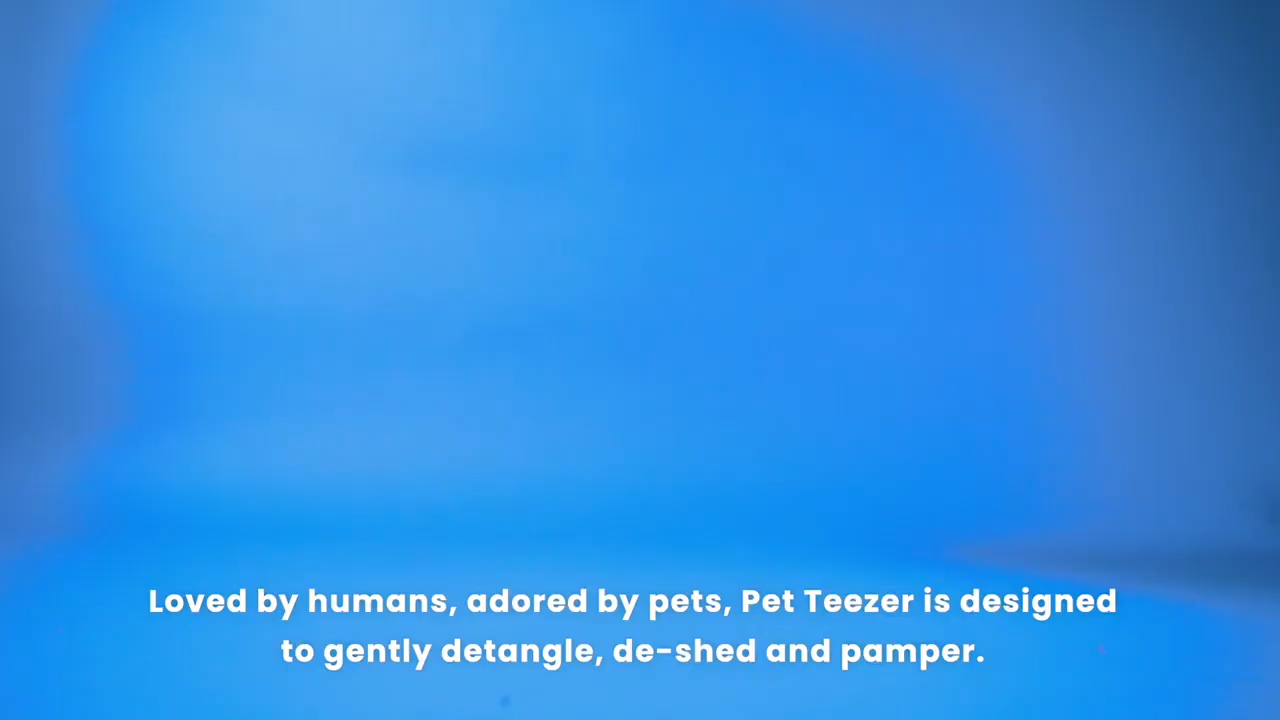 Loved by humans, adored by pets, Pet Teezer is designed
to gently detangle, de-shed and pamper.